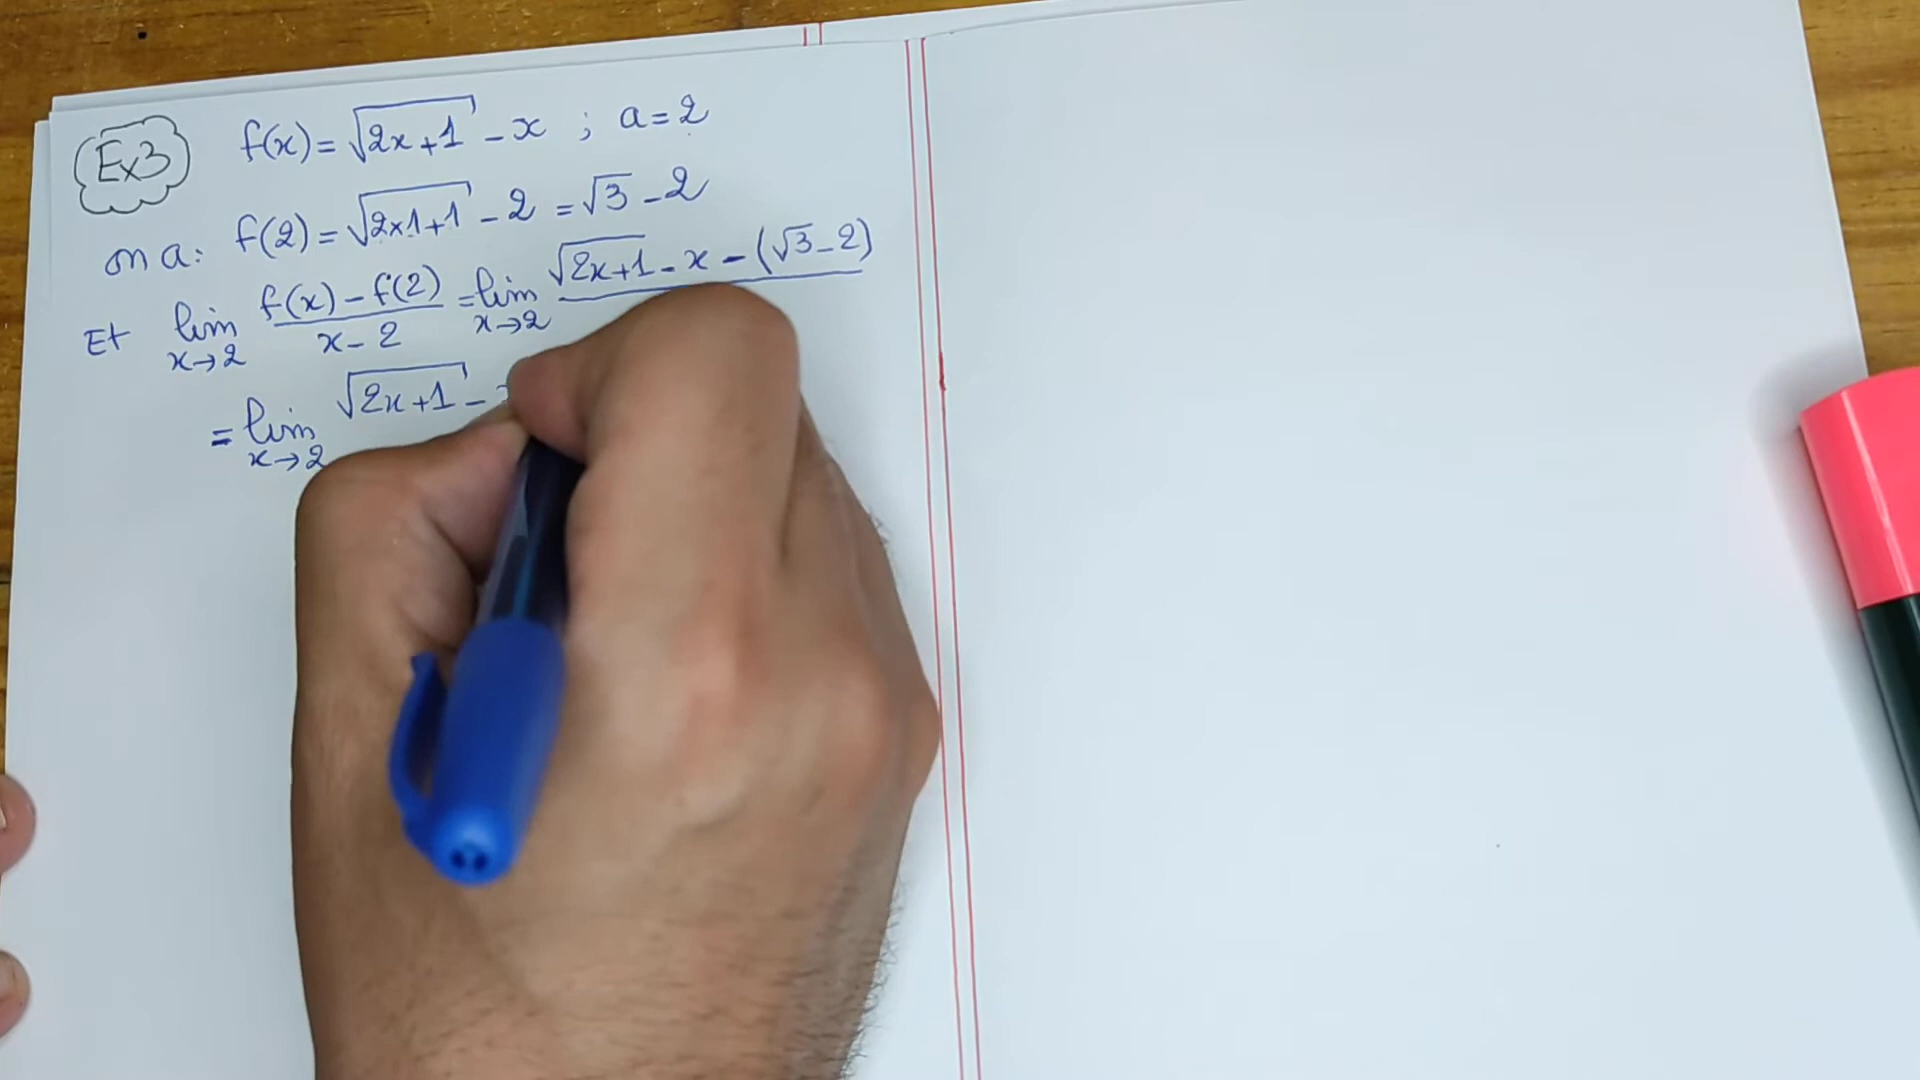 Ex3 f(x) = √(2x+1) - x ; a = 2
on a: f(2) = √(2×1+1) - 2 = √3 - 2
Et lim x→2 (f(x) - f(2))/(x - 2) = lim x→2 √(2x+1) - x - (√3 - 2)
= lim x→2 √(2x+1) -